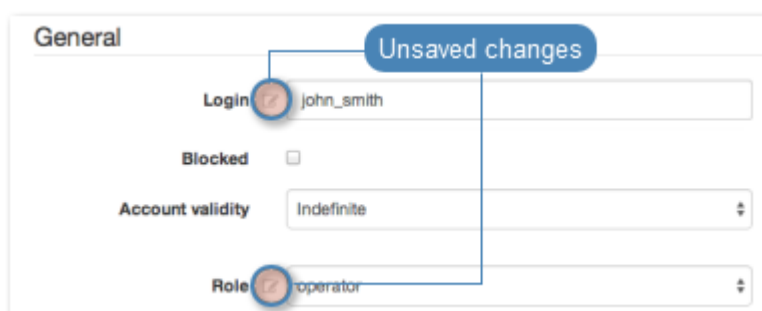 General
Unsaved changes
Login john_smith
Blocked
Account validity Indefinite
Role operator